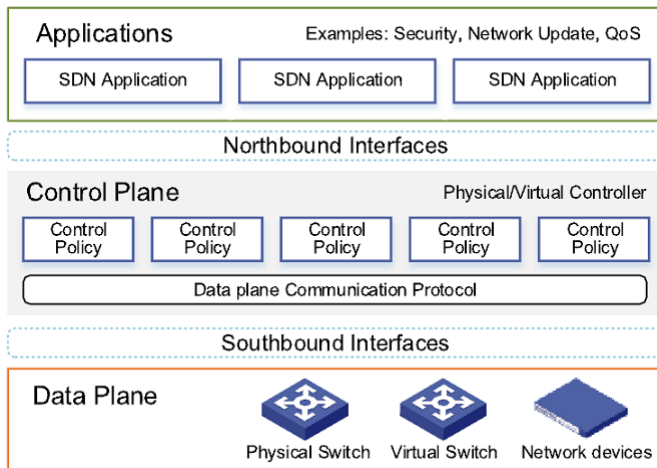 Applications
Examples: Security, Network Update, QoS
SDN Application
SDN Application
SDN Application
Northbound Interfaces
Control Plane
Physical/Virtual Controller
Control
Policy
Control
Policy
Control
Policy
Control
Policy
Control
Policy
Data plane Communication Protocol
Southbound Interfaces
Data Plane
Physical Switch
Virtual Switch
Network devices